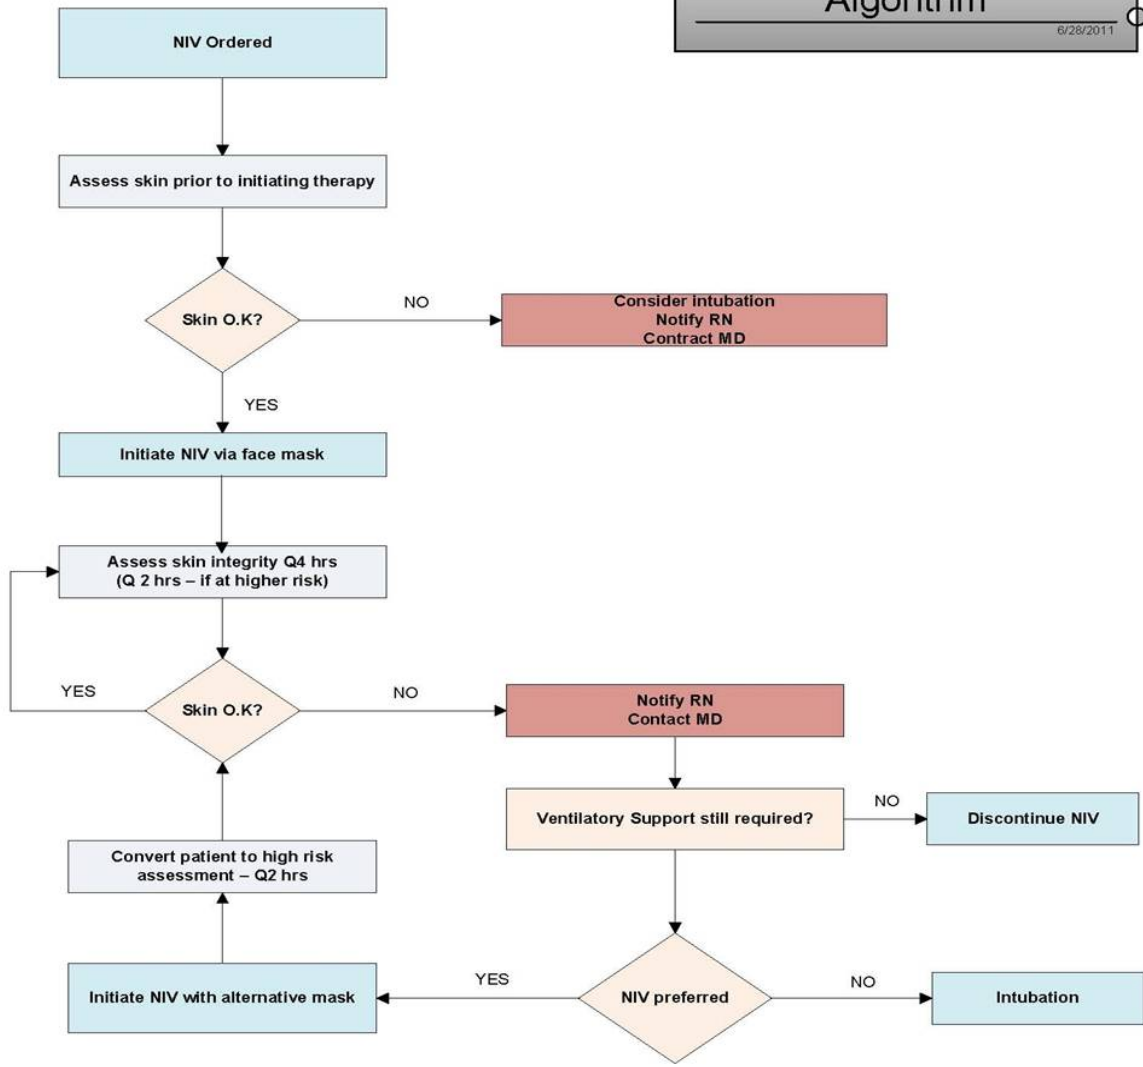 Algorithm
6/28/2011
NIV Ordered
Assess skin prior to initiating therapy
Skin O.K?
NO
Consider intubation
Notify RN
Contract MD
YES
Initiate NIV via face mask
Assess skin integrity Q4 hrs
(Q 2 hrs – if at higher risk)
YES
Skin O.K?
NO
Notify RN
Contact MD
Ventilatory Support still required?
NO
Discontinue NIV
Convert patient to high risk
assessment – Q2 hrs
Initiate NIV with alternative mask
YES
NIV preferred
NO
Intubation